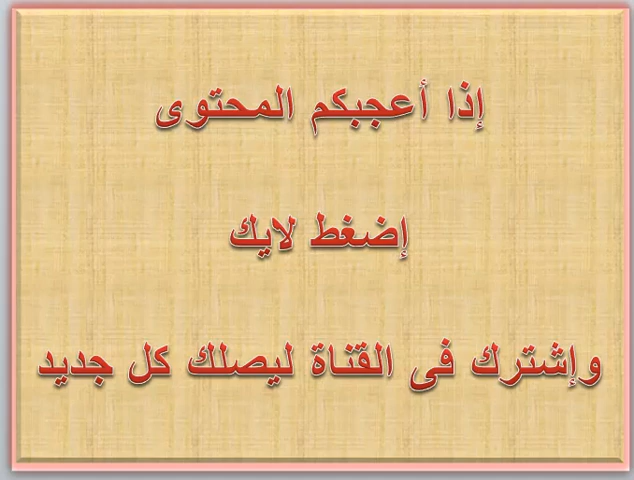 إذا أعجبكم المحتوى
إضغط لايك
وإشترك فى القناة ليصلك كل جديد